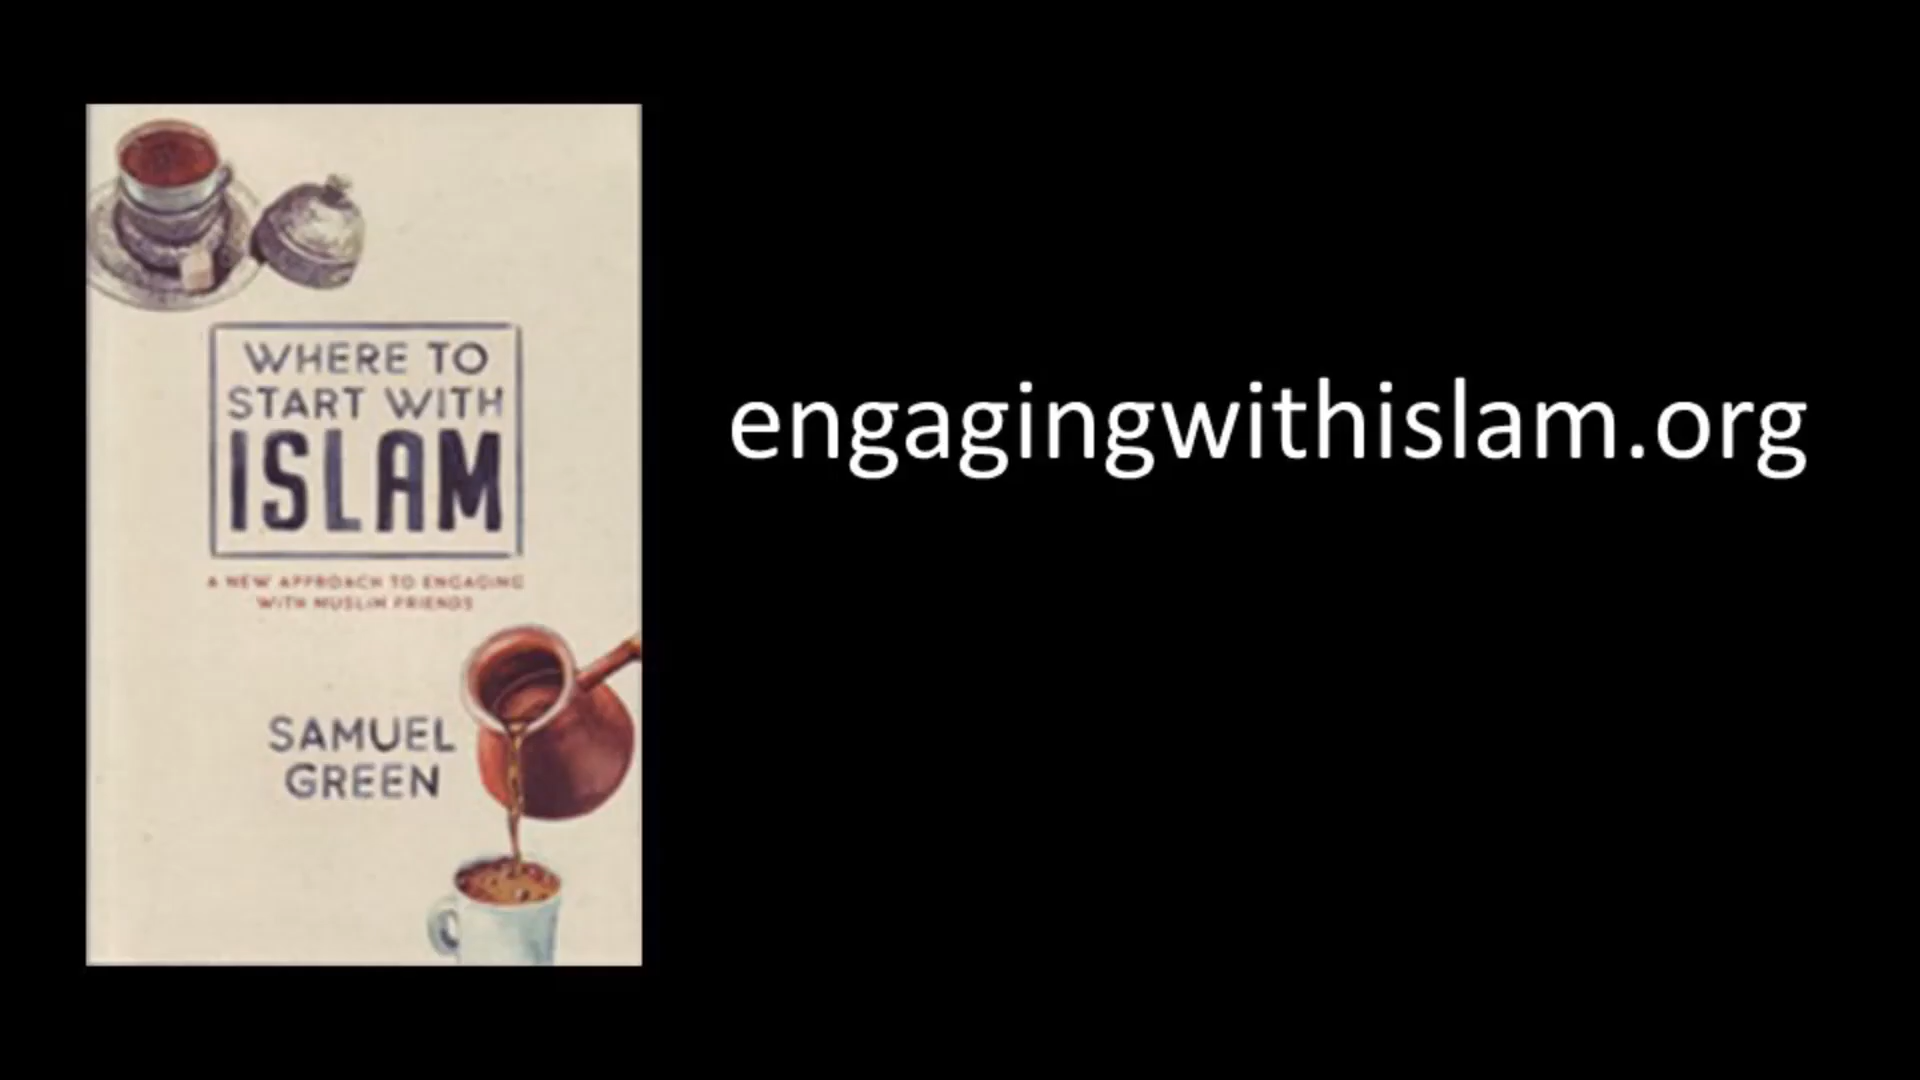 WHERE TO
START WITH
ISLAM
A NEW APPROACH TO ENGAGING
WITH MUSLIM FRIENDS
SAMUEL
GREEN
engagingwithislam.org